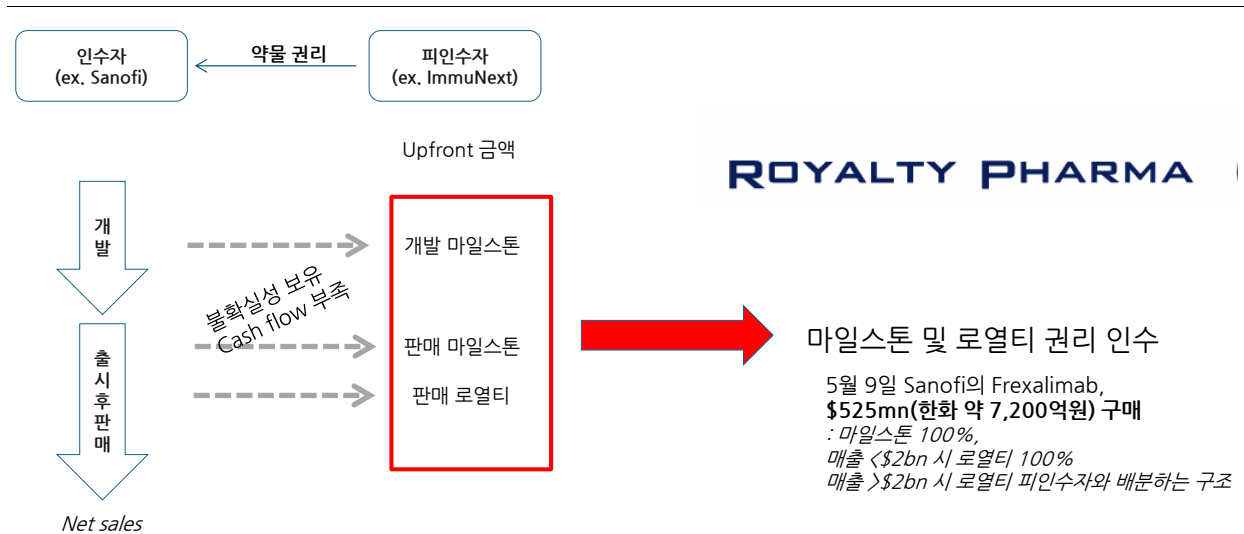 인수자
(ex. Sanofi)
약물 권리
피인수자
(ex. ImmuNext)
Upfront 금액
ROYALTY PHARMA
개
발
개발 마일스톤
불확실성 보유
Cash flow 부족
출
시
후
판
매
판매 마일스톤
판매 로열티
마일스톤 및 로열티 권리 인수
5월 9일 Sanofi의 Frexalimab,
$525mn(한화 약 7,200억원) 구매
: 마일스톤 100%,
매출 <$2bn 시 로열티 100%
매출 >$2bn 시 로열티 피인수자와 배분하는 구조
Net sales